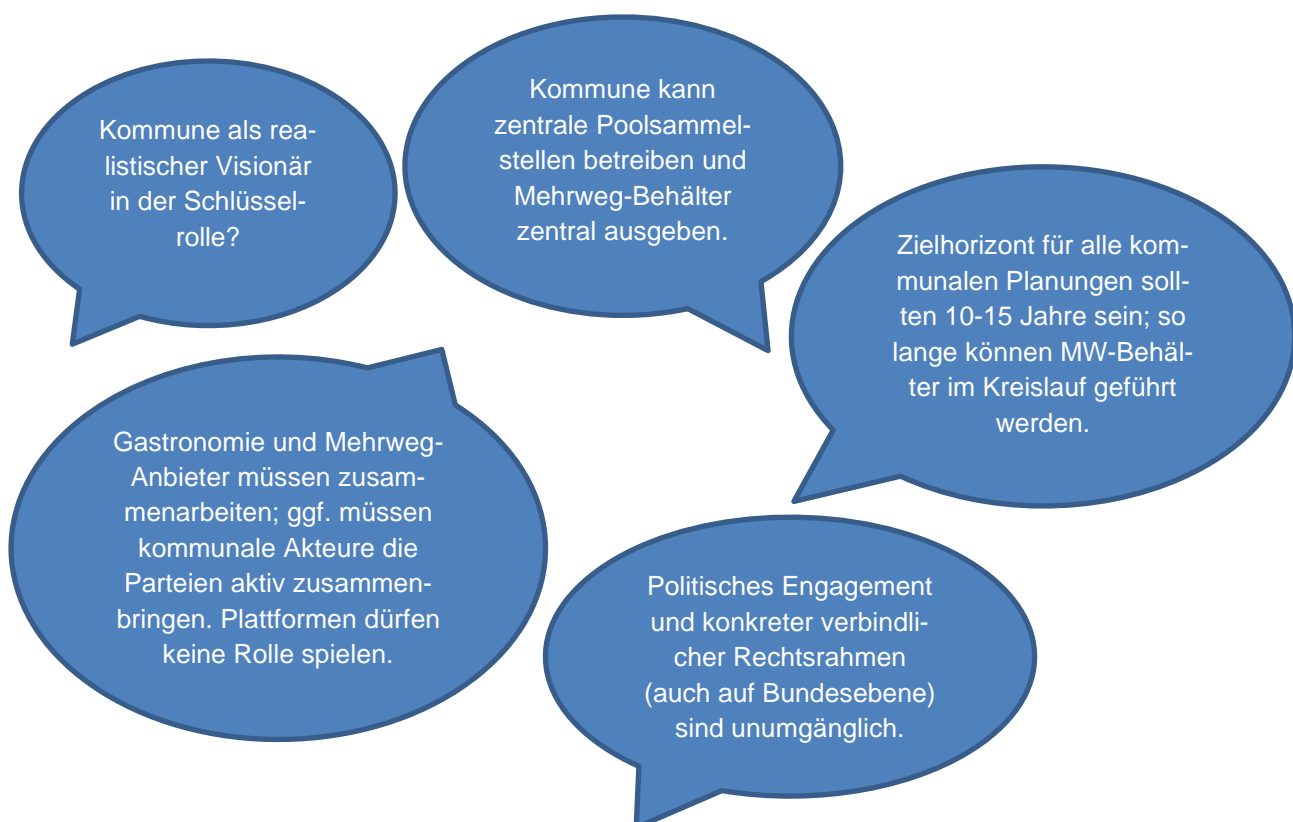 Kommune als rea-
listischer Visionär
in der Schlüssel-
rolle?
Kommune kann
zentrale Poolsammel-
stellen betreiben und
Mehrweg-Behälter
zentral ausgeben.
Zielhorizont für alle kom-
munalen Planungen soll-
ten 10-15 Jahre sein; so
lange können MW-Behäl-
ter im Kreislauf geführt
werden.
Gastronomie und Mehrweg-
Anbieter müssen zusam-
menarbeiten; ggf. müssen
kommunale Akteure die
Parteien aktiv zusammen-
bringen. Plattformen dürfen
keine Rolle spielen.
Politisches Engagement
und konkreter verbindli-
cher Rechtsrahmen
(auch auf Bundesebene)
sind unumgänglich.